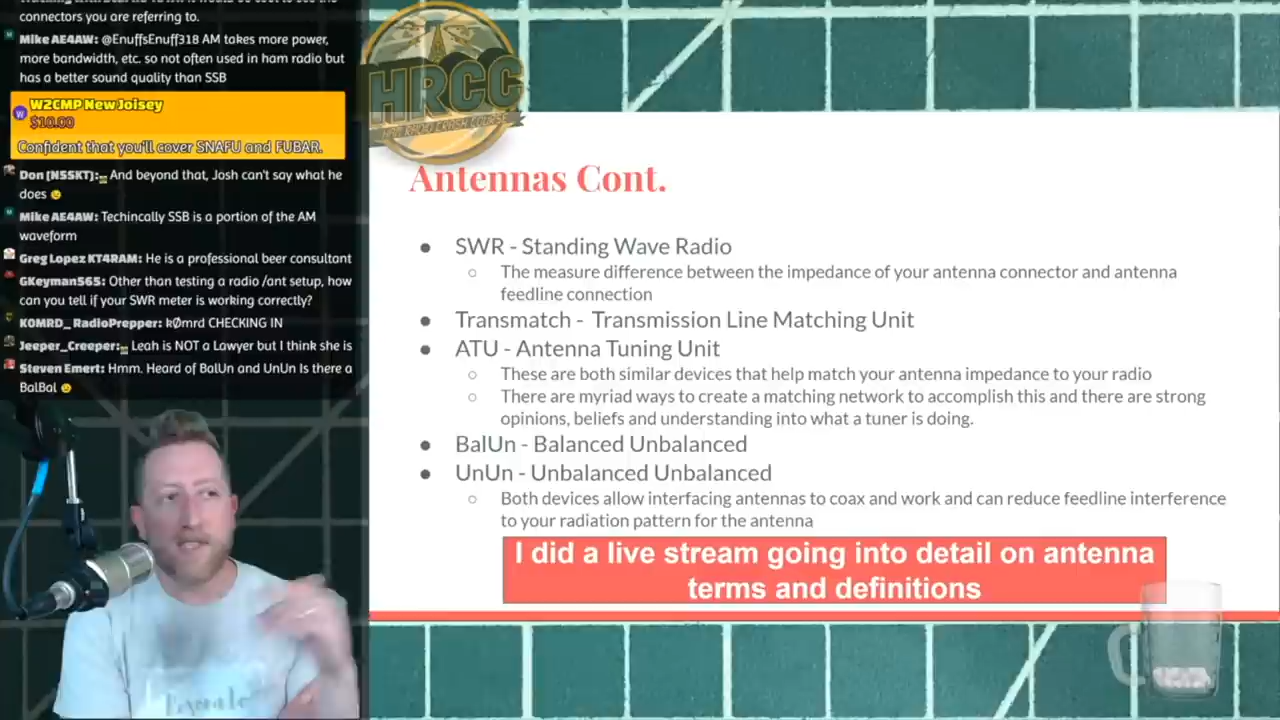 connectors you are referring to.
Mike AE4AW: @EnuffsEnuff318 AM takes more power,
more bandwidth, etc. so not often used in ham radio but
has a better sound quality than SSB
W2CMP New Joisey
$10.00
Confident that you'll cover SNAFU and FUBAR.
Don [N5SKT]: And beyond that, Josh can't say what he
does
Mike AE4AW: Techincally SSB is a portion of the AM
waveform
Greg Lopez KT4RAM: He is a professional beer consultant
GKeyman565: Other than testing a radio /ant setup, how
can you tell if your SWR meter is working correctly?
K0MRD_ RadioPrepper: kØmrd CHECKING IN
Jeeper_Creeper: Leah is NOT a Lawyer but I think she is
Steven Emert: Hmm. Heard of BalUn and UnUn Is there a
BalBal
HRCC
HAM RADIO CRASH COURSE
Antennas Cont.
● SWR - Standing Wave Radio
○ The measure difference between the impedance of your antenna connector and antenna
feedline connection
● Transmatch - Transmission Line Matching Unit
● ATU - Antenna Tuning Unit
○ These are both similar devices that help match your antenna impedance to your radio
○ There are myriad ways to create a matching network to accomplish this and there are strong
opinions, beliefs and understanding into what a tuner is doing.
● BalUn - Balanced Unbalanced
● UnUn - Unbalanced Unbalanced
○ Both devices allow interfacing antennas to coax and work and can reduce feedline interference
to your radiation pattern for the antenna
I did a live stream going into detail on antenna
terms and definitions